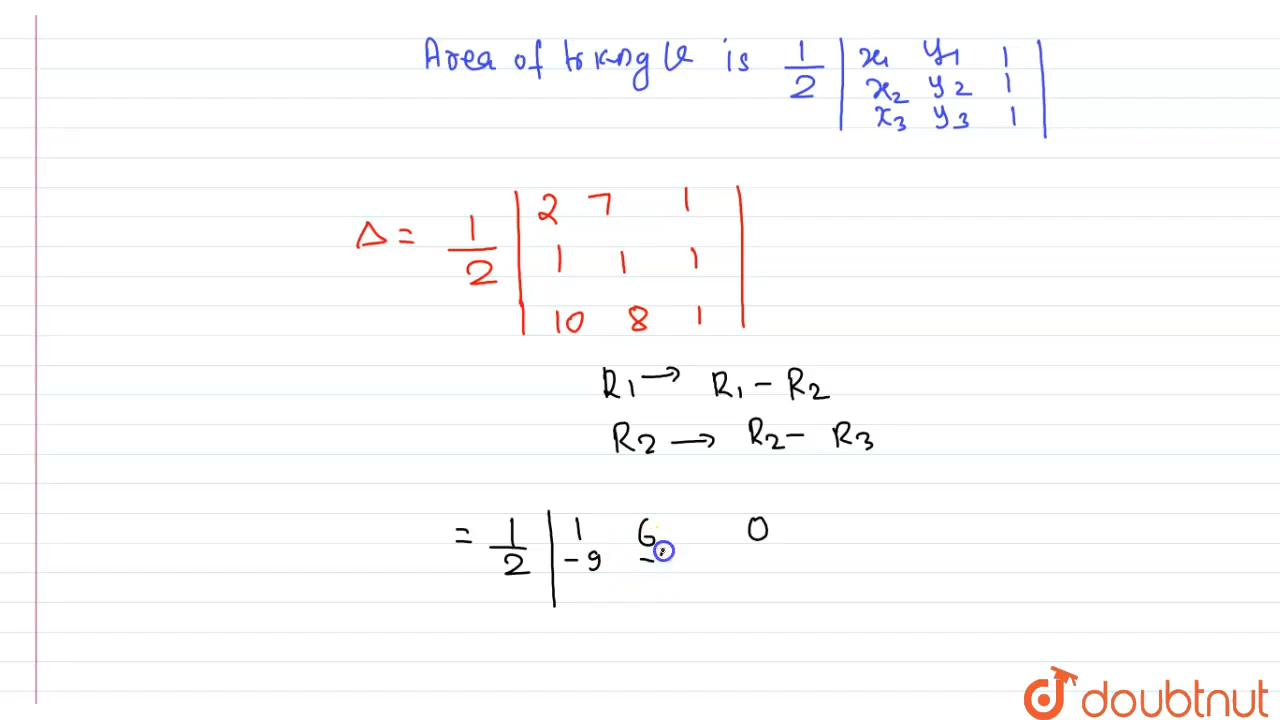 Area of triangle is 1/2 | x1 y1 1 |
| x2 y2 1 |
| x3 y3 1 |
Δ = 1/2 | 2 7 1 |
| 1 1 1 |
| 10 8 1 |
R1 → R1 - R2
R2 → R2 - R3
= 1/2 | 1 6 0
| -9 -
doubtnut